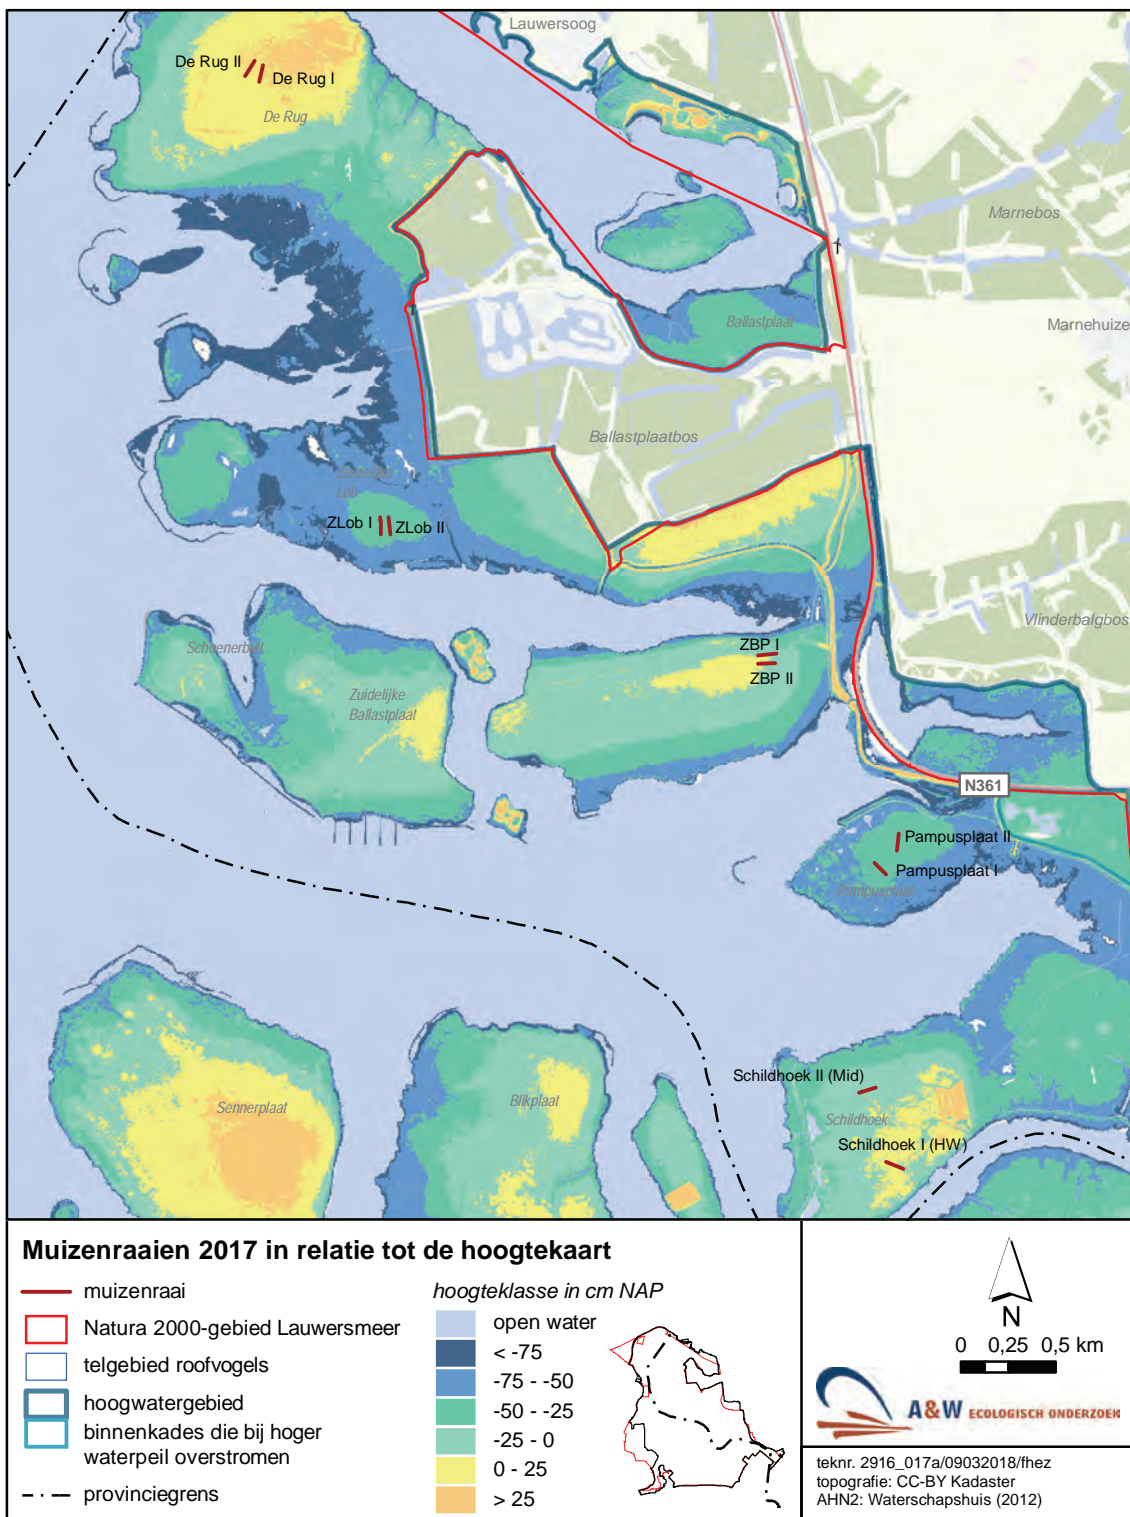 Lauwersoog
De Rug II
De Rug I
De Rug
Marnebos
Ballastplaat
Marnehuize
Ballastplaatbos
Zuidelijke
Lob
ZLob I
ZLob II
Vlinderbalgbos
Schoenerbult
ZBP I
ZBP II
Zuidelijke
Ballastplaat
N361
Pampusplaat II
Pampusplaat I
Pampusplaat
Schildhoek II (Mid)
Sennerplaat
Blikplaat
Schildhoek
Schildhoek I (HW)
Muizenraaien 2017 in relatie tot de hoogtekaart
muizenraai
Natura 2000-gebied Lauwersmeer
telgebied roofvogels
hoogwatergebied
binnenkades die bij hoger
waterpeil overstromen
provinciegrens
hoogteklasse in cm NAP
open water
< -75
-75 - -50
-50 - -25
-25 - 0
0 - 25
> 25
N
0 0,25 0,5 km
A&W ECOLOGISCH ONDERZOEK
teknr. 2916_017a/09032018/fhez
topografie: CC-BY Kadaster
AHN2: Waterschapshuis (2012)